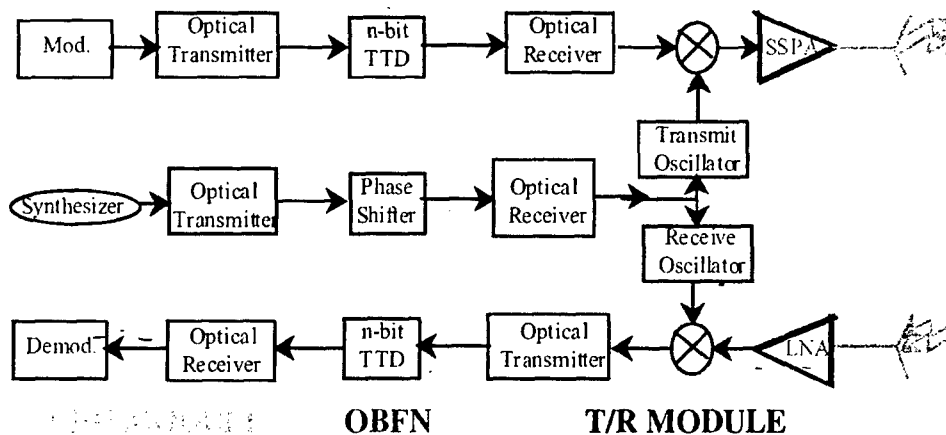 Mod.
Optical
Transmitter
n-bit
TTD
Optical
Receiver
SSPA
Transmit
Oscillator
Synthesizer
Optical
Transmitter
Phase
Shifter
Optical
Receiver
Receive
Oscillator
Demod.
Optical
Receiver
n-bit
TTD
Optical
Transmitter
LNA
OBFN
T/R MODULE